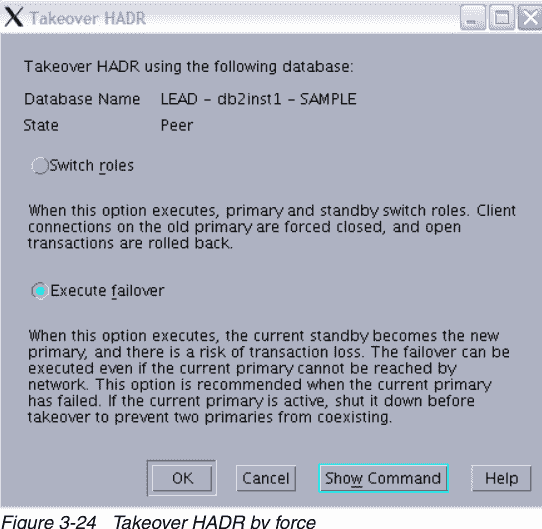 Takeover HADR
Takeover HADR using the following database:
Database Name LEAD - db2inst1 - SAMPLE
State Peer
Switch roles
When this option executes, primary and standby switch roles. Client
connections on the old primary are forced closed, and open
transactions are rolled back.
Execute failover
When this option executes, the current standby becomes the new
primary, and there is a risk of transaction loss. The failover can be
executed even if the current primary cannot be reached by
network. This option is recommended when the current primary
has failed. If the current primary is active, shut it down before
takeover to prevent two primaries from coexisting.
OK Cancel Show Command Help
Figure 3-24 Takeover HADR by force